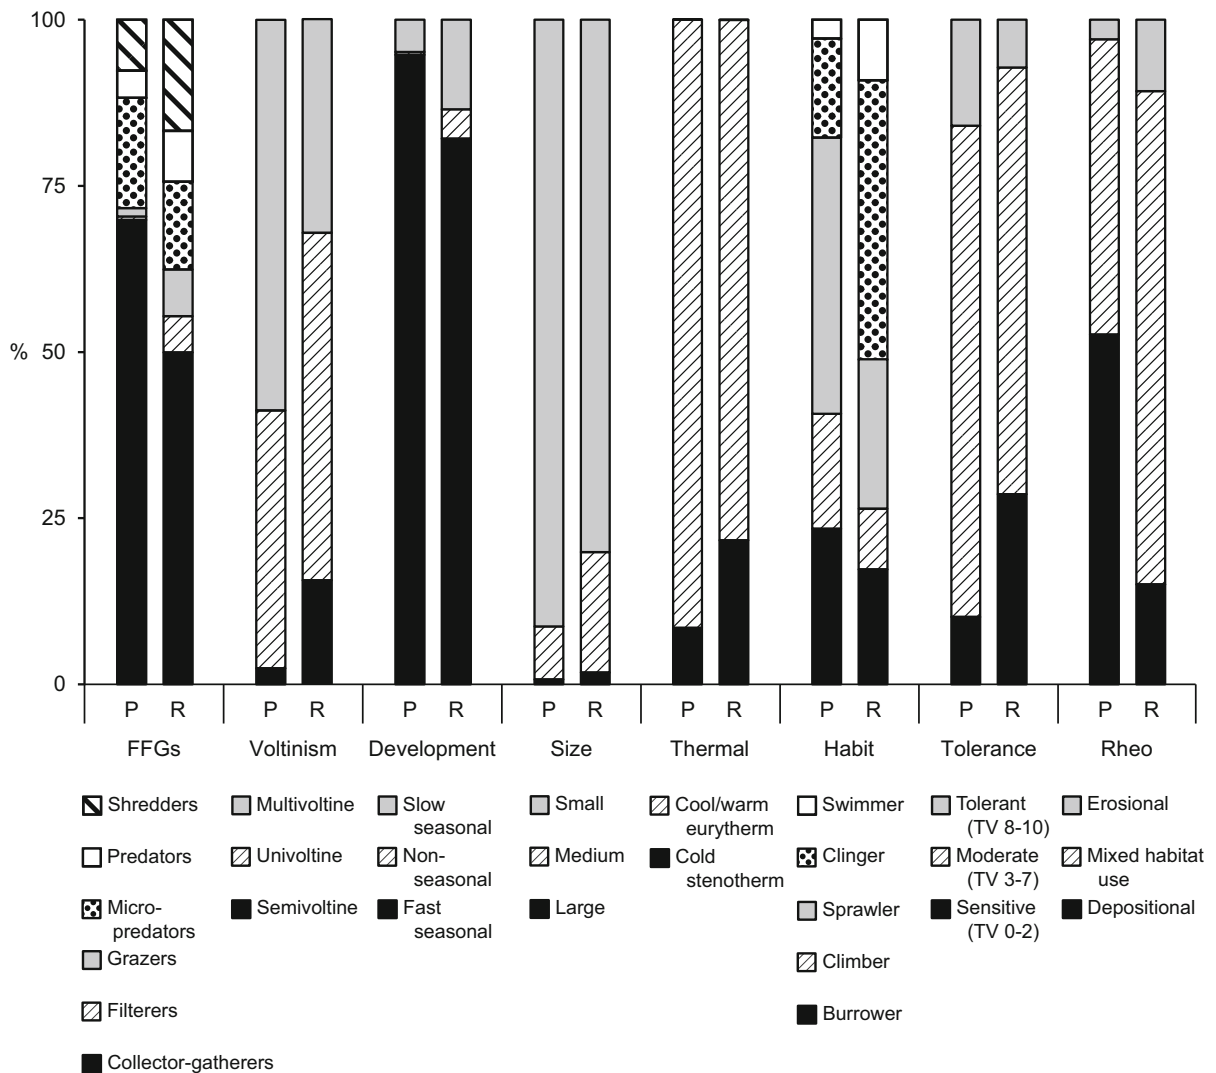 100
75
% 50
25
0
P R P R P R P R P R P R P R P R
FFGs Voltinism Development Size Thermal Habit Tolerance Rheo
Shredders
Predators
Micro-
predators
Grazers
Filterers
Collector-gatherers
Multivoltine
Univoltine
Semivoltine
Slow
seasonal
Non-
seasonal
Fast
seasonal
Small
Medium
Large
Cool/warm
eurytherm
Cold
stenotherm
Swimmer
Clinger
Sprawler
Climber
Burrower
Tolerant
(TV 8-10)
Moderate
(TV 3-7)
Sensitive
(TV 0-2)
Erosional
Mixed habitat
use
Depositional